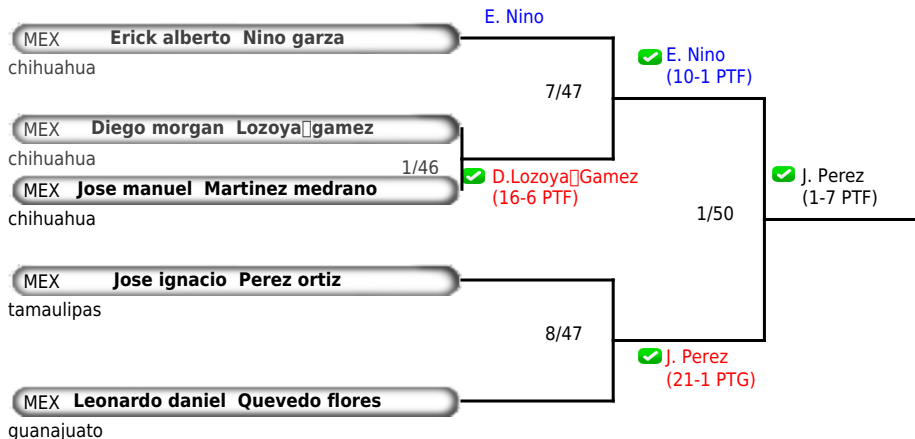 E. Nino
MEX Erick alberto Nino garza
chihuahua
E. Nino
(10-1 PTF)
7/47
MEX Diego morgan Lozoya▯gamez
chihuahua
1/46
D.Lozoya▯Gamez
(16-6 PTF)
MEX Jose manuel Martinez medrano
chihuahua
J. Perez
(1-7 PTF)
1/50
MEX Jose ignacio Perez ortiz
tamaulipas
8/47
J. Perez
(21-1 PTG)
MEX Leonardo daniel Quevedo flores
guanajuato